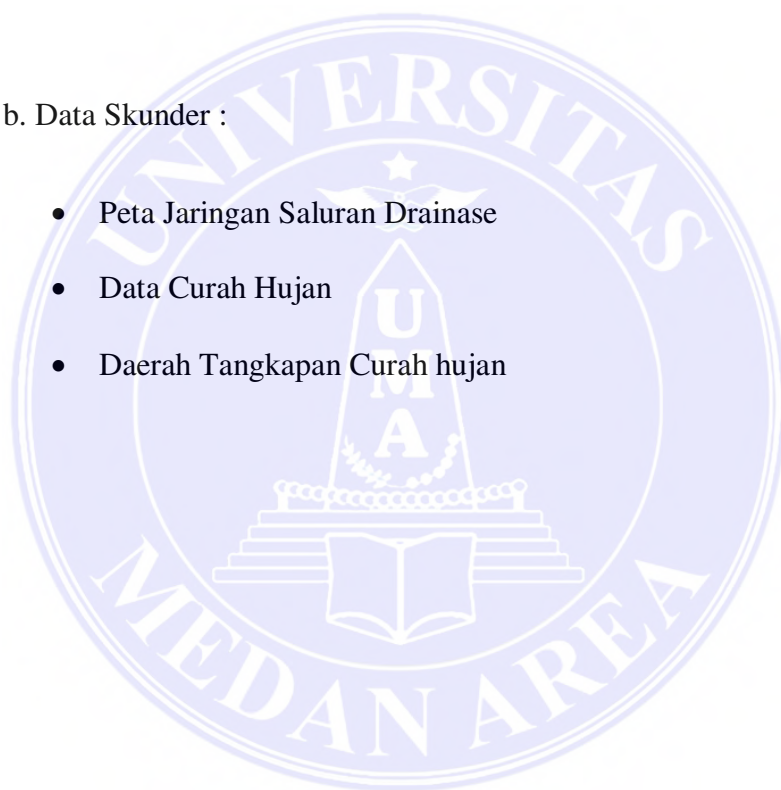 b. Data Skunder :
• Peta Jaringan Saluran Drainase
• Data Curah Hujan
• Daerah Tangkapan Curah hujan
UNIVERSITAS
U
M
A
MEDAN AREA